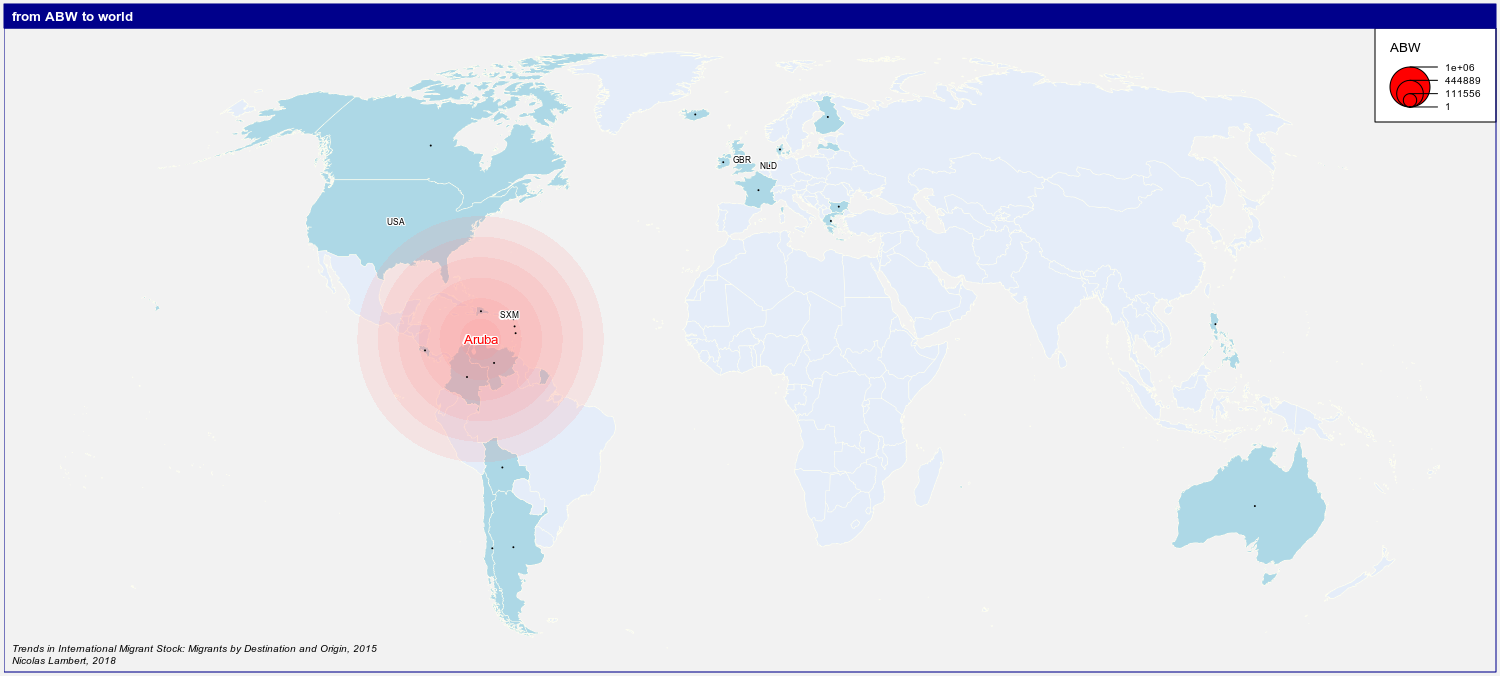 from ABW to world
ABW
1e+06
444889
111556
1
GBR
NLD
USA
SXM
Aruba
Trends in International Migrant Stock: Migrants by Destination and Origin, 2015
Nicolas Lambert, 2018